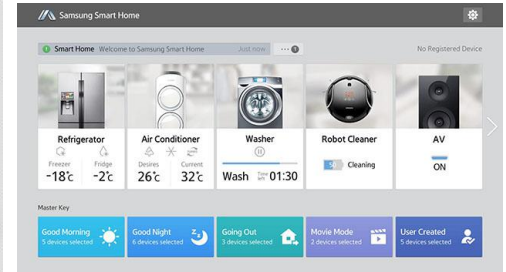 Samsung Smart Home
Smart Home Welcome to Samsung Smart Home Just now
No Registered Device
Refrigerator
Freezer Fridge
-18°c -2°c
Air Conditioner
Desires Current
26°c 32°c
Washer
Wash Time left 01:30
Robot Cleaner
Cleaning
AV
ON
Master Key
Good Morning
5 devices selected
Good Night
6 devices selected
Going Out
3 devices selected
Movie Mode
2 devices selected
User Created
5 devices selected